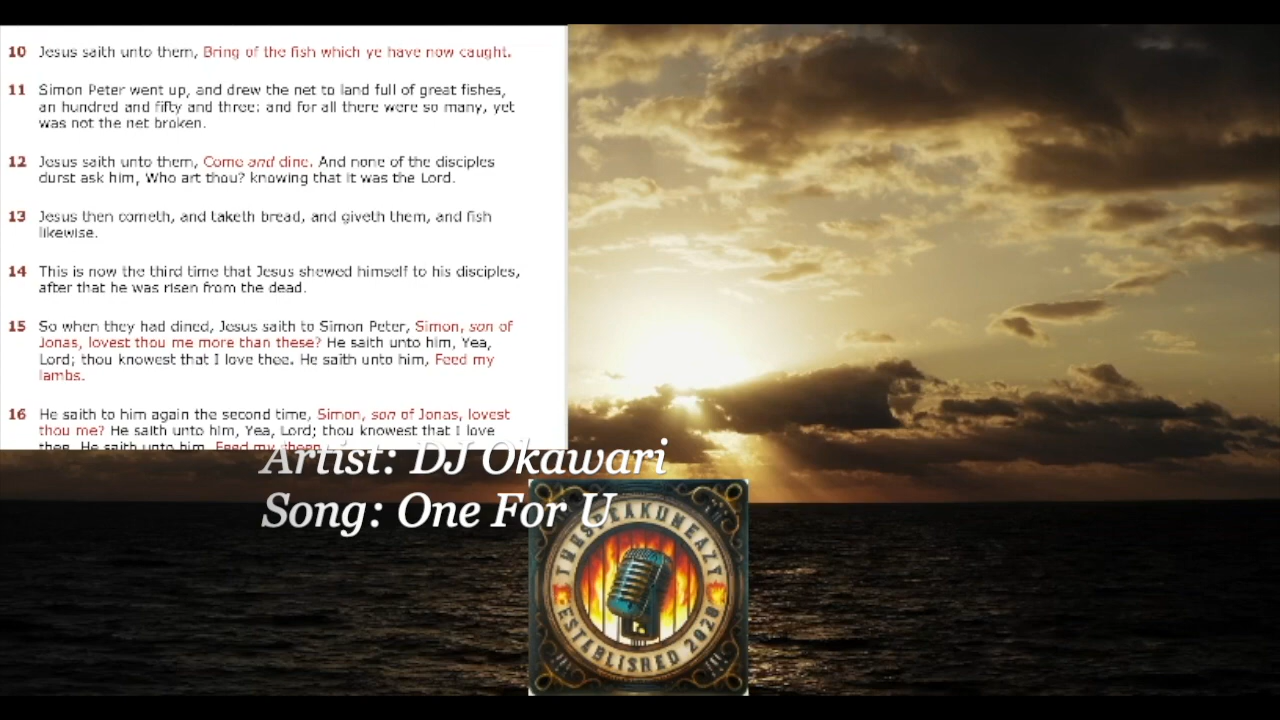 10 Jesus saith unto them, Bring of the fish which ye have now caught.
11 Simon Peter went up, and drew the net to land full of great fishes,
an hundred and fifty and three: and for all there were so many, yet
was not the net broken.
12 Jesus saith unto them, Come and dine. And none of the disciples
durst ask him, Who art thou? knowing that it was the Lord.
13 Jesus then cometh, and taketh bread, and giveth them, and fish
likewise.
14 This is now the third time that Jesus shewed himself to his disciples,
after that he was risen from the dead.
15 So when they had dined, Jesus saith to Simon Peter, Simon, son of
Jonas, lovest thou me more than these? He saith unto him, Yea,
Lord; thou knowest that I love thee. He saith unto him, Feed my
lambs.
16 He saith to him again the second time, Simon, son of Jonas, lovest
thou me? He saith unto him, Yea, Lord; thou knowest that I love
thee. He saith unto him, Feed my sheep.
Artist: DJ Okawari
Song: One For U
THESPEAKUNEAZY
ESTABLISHED 2020